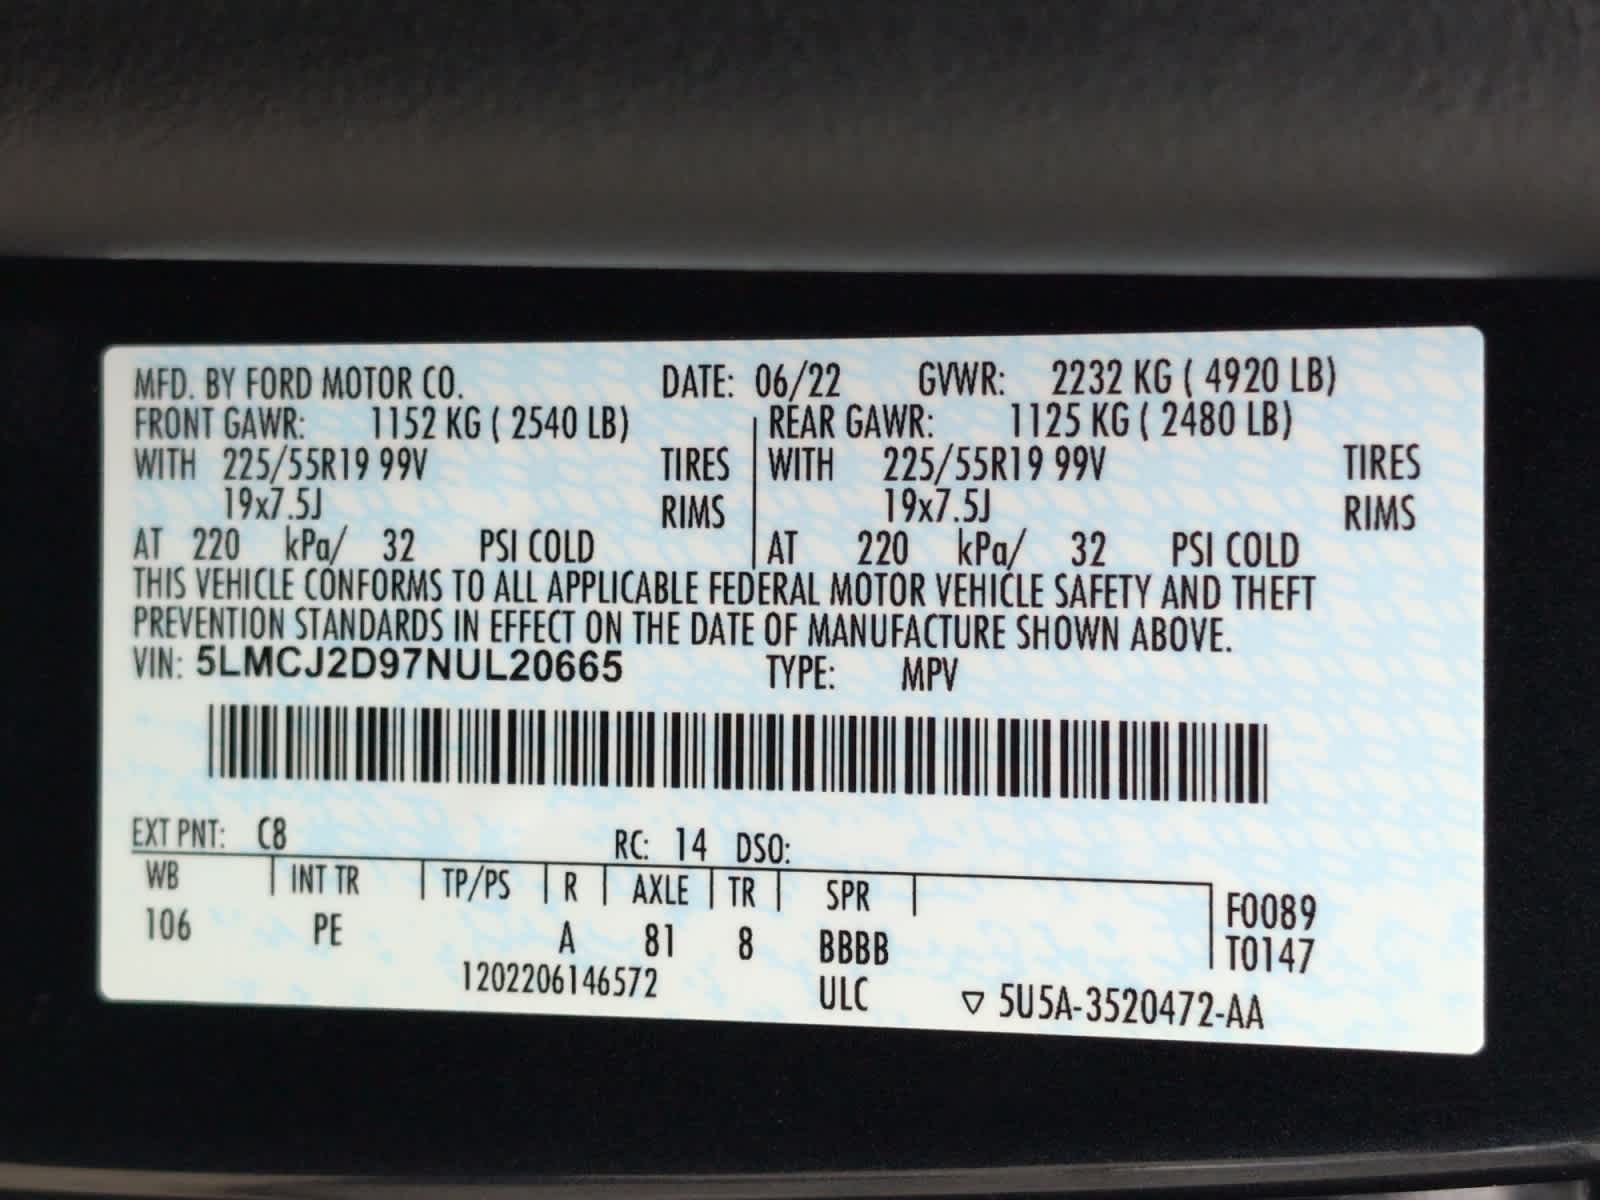 MFD. BY FORD MOTOR CO. DATE: 06/22 GVWR: 2232 KG ( 4920 LB)
FRONT GAWR: 1152 KG ( 2540 LB) REAR GAWR: 1125 KG ( 2480 LB)
WITH 225/55R19 99V TIRES WITH 225/55R19 99V TIRES
19x7.5J RIMS 19x7.5J RIMS
AT 220 kPa/ 32 PSI COLD AT 220 kPa/ 32 PSI COLD
THIS VEHICLE CONFORMS TO ALL APPLICABLE FEDERAL MOTOR VEHICLE SAFETY AND THEFT
PREVENTION STANDARDS IN EFFECT ON THE DATE OF MANUFACTURE SHOWN ABOVE.
VIN: 5LMCJ2D97NUL20665 TYPE: MPV
EXT PNT: C8 RC: 14 DSO:
WB INT TR TP/PS R AXLE TR SPR F0089
106 PE A 81 8 BBBB T0147
1202206146572 ULC ▽ 5U5A-3520472-AA